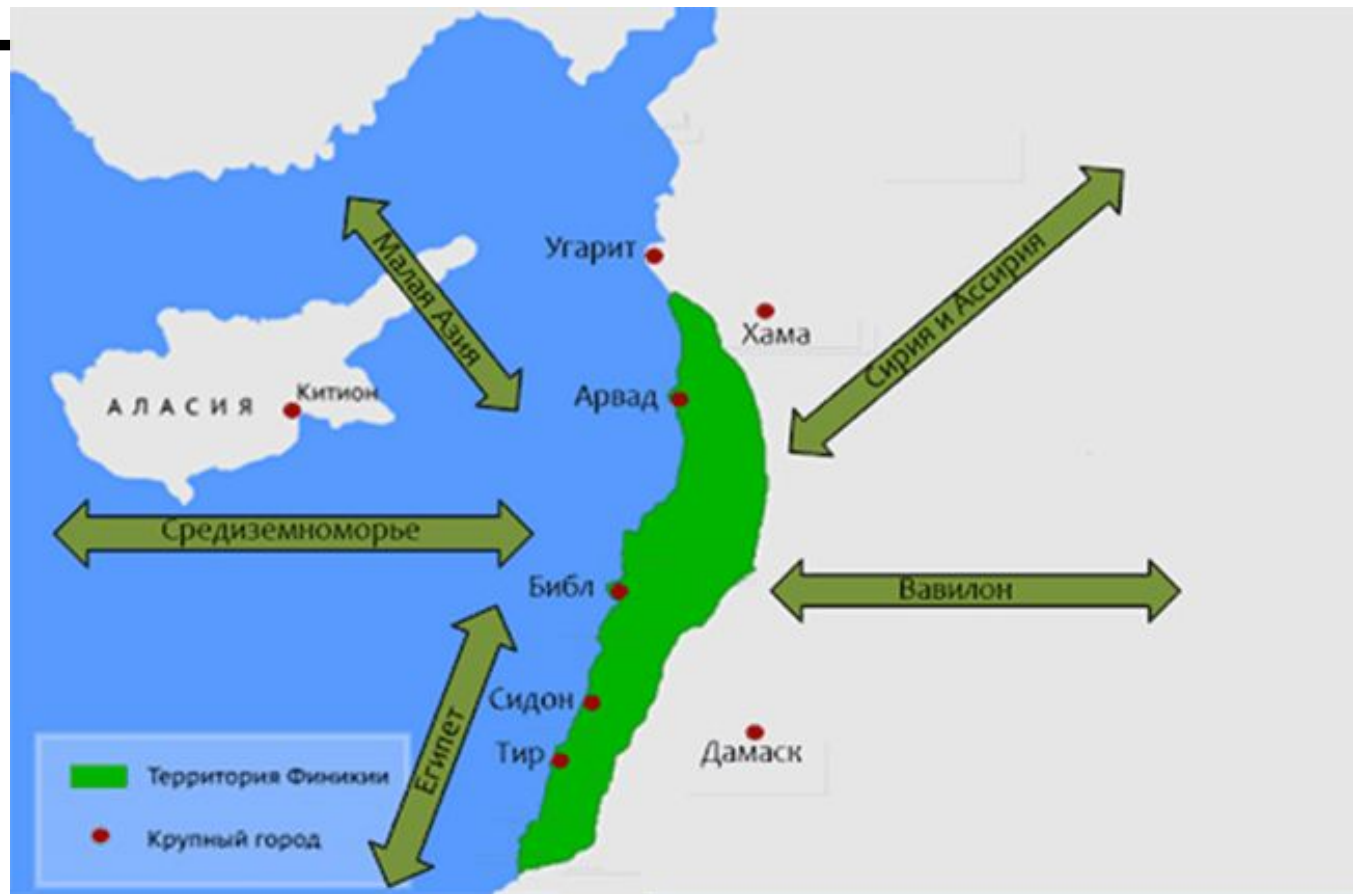 Малая Азия
Угарит
Сирия и Ассирия
Хама
Китион
АЛАСИЯ
Арвад
Средиземноморье
Библ
Вавилон
Сидон
Египет
Тир
Дамаск
Территория Финикии
Крупный город